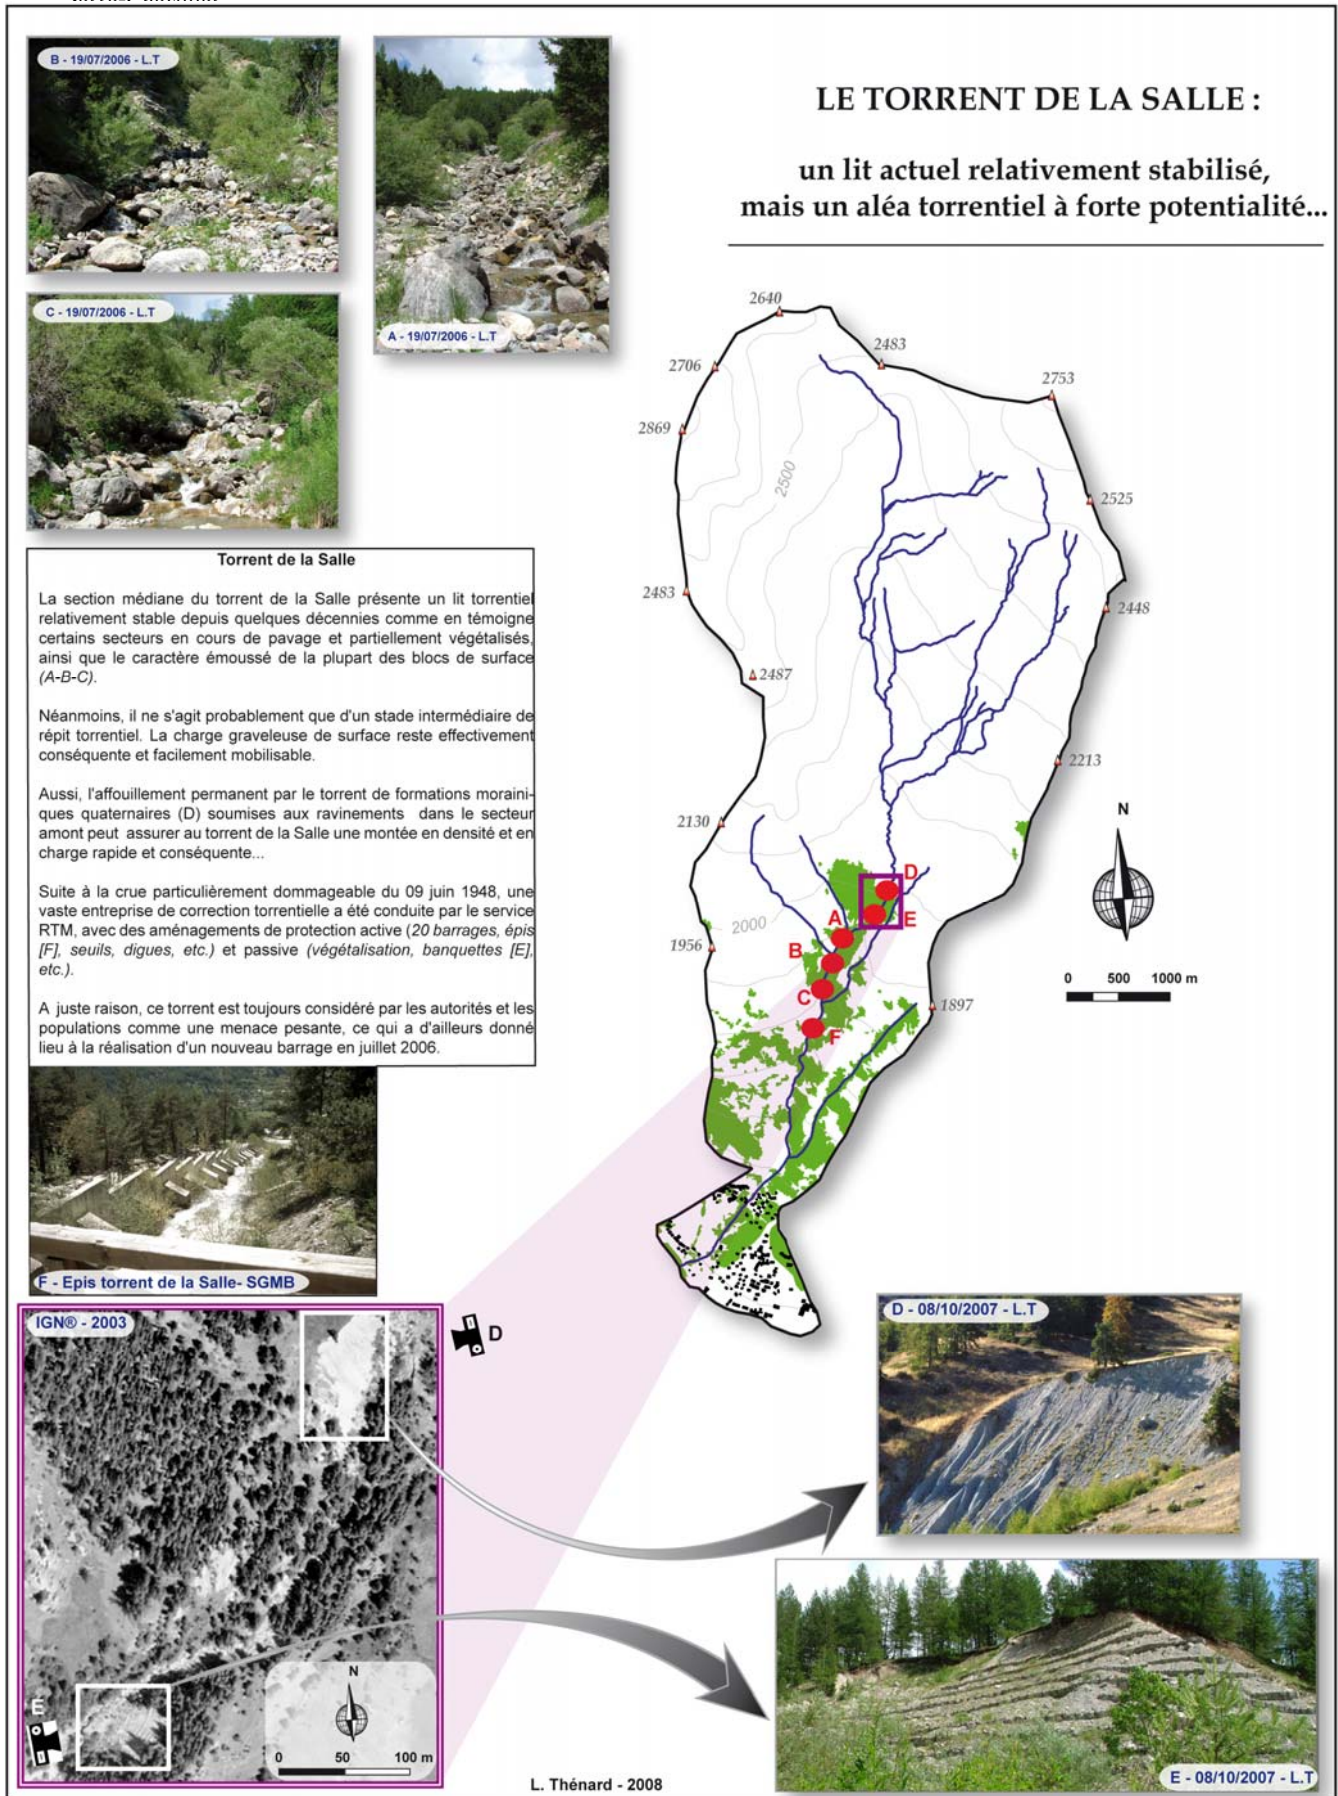 B - 19/07/2006 - L.T
A - 19/07/2006 - L.T
C - 19/07/2006 - L.T
LE TORRENT DE LA SALLE :
un lit actuel relativement stabilisé,
mais un aléa torrentiel à forte potentialité...
Torrent de la Salle
La section médiane du torrent de la Salle présente un lit torrentiel
relativement stable depuis quelques décennies comme en témoigne
certains secteurs en cours de pavage et partiellement végétalisés,
ainsi que le caractère émoussé de la plupart des blocs de surface
(A-B-C).
Néanmoins, il ne s'agit probablement que d'un stade intermédiaire de
répit torrentiel. La charge graveleuse de surface reste effectivement
conséquente et facilement mobilisable.
Aussi, l'affouillement permanent par le torrent de formations moraini-
ques quaternaires (D) soumises aux ravinements dans le secteur
amont peut assurer au torrent de la Salle une montée en densité et en
charge rapide et conséquente...
Suite à la crue particulièrement dommageable du 09 juin 1948, une
vaste entreprise de correction torrentielle a été conduite par le service
RTM, avec des aménagements de protection active (20 barrages, épis
[F], seuils, digues, etc.) et passive (végétalisation, banquettes [E],
etc.).
A juste raison, ce torrent est toujours considéré par les autorités et les
populations comme une menace pesante, ce qui a d'ailleurs donné
lieu à la réalisation d'un nouveau barrage en juillet 2006.
2640
2483
2706
2753
2869
2500
2525
2483
2448
2487
2213
2130
N
D
E
A
2000
1956
B
0 500 1000 m
C
1897
F
F - Epis torrent de la Salle- SGMB
IGN® - 2003
D
D - 08/10/2007 - L.T
N
E
0 50 100 m
E - 08/10/2007 - L.T
L. Thénard - 2008